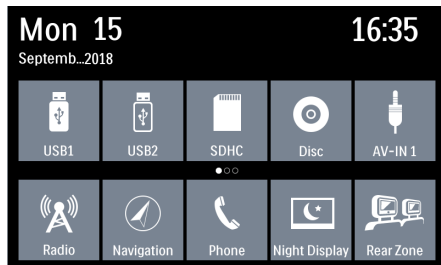 Mon 15 16:35
Septemb...2018
USB1 USB2 SDHC Disc AV-IN 1
Radio Navigation Phone Night Display Rear Zone